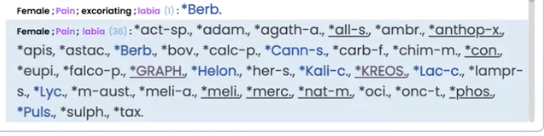 Female ; Pain ; excoriating ; labia (1) : *Berb.
Female ; Pain ; labia (36) : *act-sp., *adam., *agath-a., *all-s., *ambr., *anthop-x.,
*apis, *astac., *Berb., *bov., *calc-p., *Cann-s., *carb-f., *chim-m., *con.,
*eupi., *falco-p., *GRAPH., *Helon., *her-s., *Kali-c., *KREOS., *Lac-c., *lampr-
s., *Lyc., *m-aust., *meli-a., *meli., *merc., *nat-m., *oci., *onc-t., *phos.,
*Puls., *sulph., *tax.